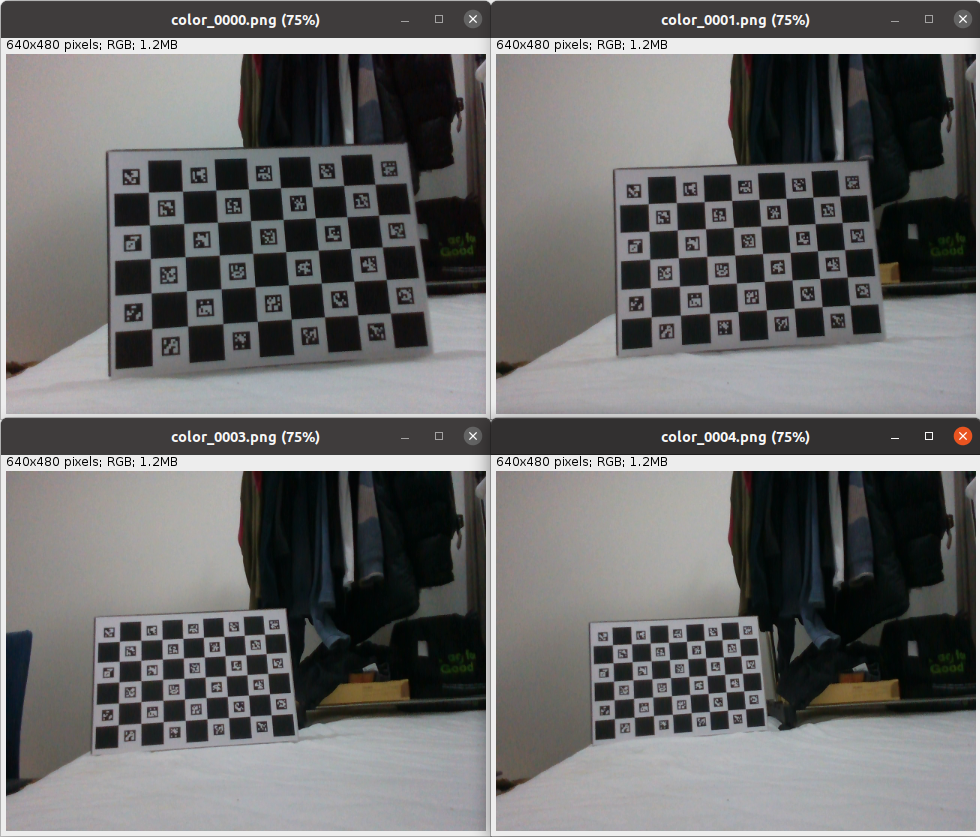 color_0000.png (75%)
640x480 pixels; RGB; 1.2MB
color_0001.png (75%)
640x480 pixels; RGB; 1.2MB
Good
Good
color_0003.png (75%)
640x480 pixels; RGB; 1.2MB
color_0004.png (75%)
640x480 pixels; RGB; 1.2MB
Good
Good